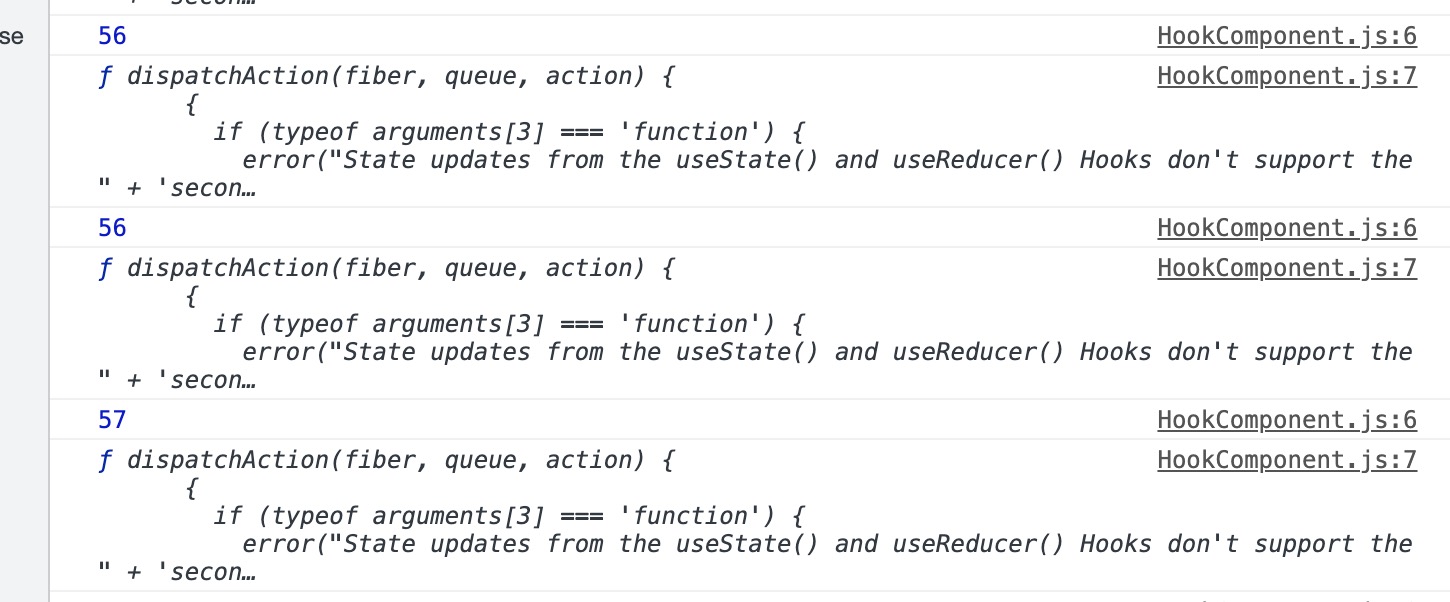 " + 'secon…
se
56 HookComponent.js:6
ƒ dispatchAction(fiber, queue, action) { HookComponent.js:7
{
if (typeof arguments[3] === 'function') {
error("State updates from the useState() and useReducer() Hooks don't support the
" + 'secon…
56 HookComponent.js:6
ƒ dispatchAction(fiber, queue, action) { HookComponent.js:7
{
if (typeof arguments[3] === 'function') {
error("State updates from the useState() and useReducer() Hooks don't support the
" + 'secon…
57 HookComponent.js:6
ƒ dispatchAction(fiber, queue, action) { HookComponent.js:7
{
if (typeof arguments[3] === 'function') {
error("State updates from the useState() and useReducer() Hooks don't support the
" + 'secon…